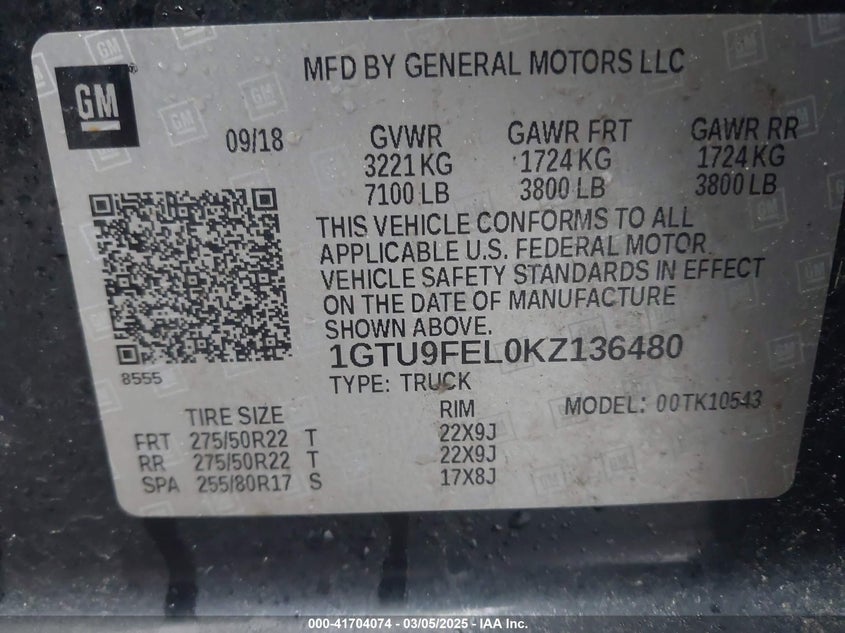 MFD BY GENERAL MOTORS LLC
GM
09/18 GVWR GAWR FRT GAWR RR
3221 KG 1724 KG 1724 KG
7100 LB 3800 LB 3800 LB
THIS VEHICLE CONFORMS TO ALL
APPLICABLE U.S. FEDERAL MOTOR
VEHICLE SAFETY STANDARDS IN EFFECT
ON THE DATE OF MANUFACTURE
SHOWN ABOVE.
8555
1GTU9FEL0KZ136480
TYPE: TRUCK
TIRE SIZE RIM MODEL: 00TK10543
FRT 275/50R22 T 22X9J
RR 275/50R22 T 22X9J
SPA 255/80R17 S 17X8J
000-41704074 - 03/05/2025 - IAA Inc.